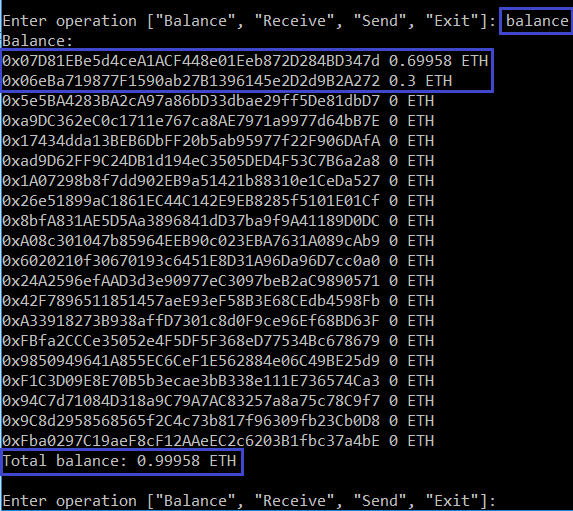 Enter operation ["Balance", "Receive", "Send", "Exit"]: balance
Balance:
0x07D81EBe5d4ceA1ACF448e01Eeb872D284BD347d 0.69958 ETH
0x06eBa719877F1590ab27B1396145e2D2d9B2A272 0.3 ETH
0x5e5BA4283BA2cA97a86bD33dbae29ff5De81dbD7 0 ETH
0xa9DC362eC0c1711e767ca8AE7971a9977d64bB7E 0 ETH
0x17434dda13BEB6DbFF20b5ab95977f22F906DAfA 0 ETH
0xad9D62FF9C24DB1d194eC3505DED4F53C7B6a2a8 0 ETH
0x1A07298b8f7dd902EB9a51421b88310e1CeDa527 0 ETH
0x26e51899aC1861EC44C142E9EB8285f5101E01Cf 0 ETH
0x8bfA831AE5D5Aa3896841dD37ba9f9A41189D0DC 0 ETH
0xA08c301047b85964EEB90c023EBA7631A089cAb9 0 ETH
0x6020210f30670193c6451E8D31A96Da96D7cc0a0 0 ETH
0x24A2596efAAD3d3e90977eC3097beB2aC9890571 0 ETH
0x42F7896511851457aeE93eF58B3E68CEdb4598Fb 0 ETH
0xA33918273B938affD7301c8d0F9ce96Ef68BD63F 0 ETH
0xFBfa2CCCe35052e4F5DF5F368eD77534Bc678679 0 ETH
0x9850949641A855EC6CeF1E562884e06C49BE25d9 0 ETH
0xF1C3D09E8E70B5b3ecae3bB338e111E736574Ca3 0 ETH
0x94C7d71084D318a9C79A7AC83257a8a75c78C9f7 0 ETH
0x9C8d2958568565f2C4c73b817f96309fb23Cb0D8 0 ETH
0xFba0297C19aeF8cF12AAeEC2c6203B1fbc37a4bE 0 ETH
Total balance: 0.99958 ETH
Enter operation ["Balance", "Receive", "Send", "Exit"]: